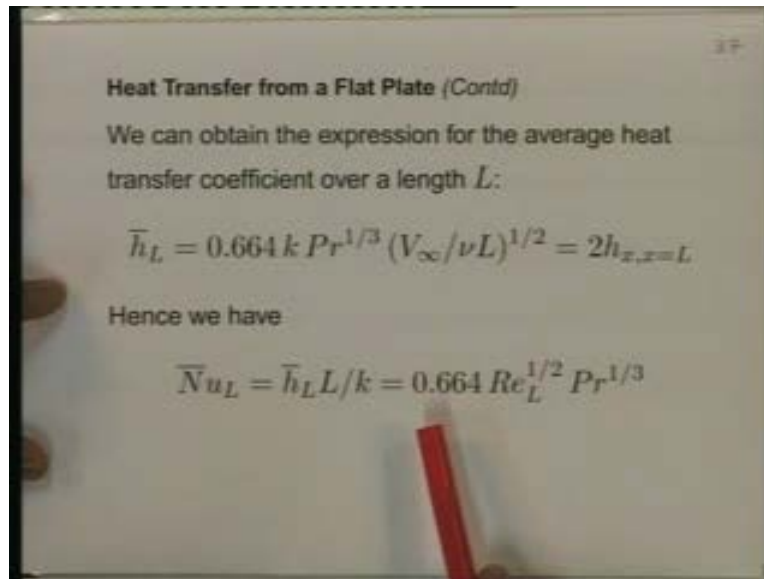 Heat Transfer from a Flat Plate (Contd)
We can obtain the expression for the average heat
transfer coefficient over a length L:
h̅_L = 0.664 k Pr^{1/3} (V_∞/νL)^{1/2} = 2h_{x,x=L}
Hence we have
N̅u_L = h̅_L L/k = 0.664 Re_L^{1/2} Pr^{1/3}